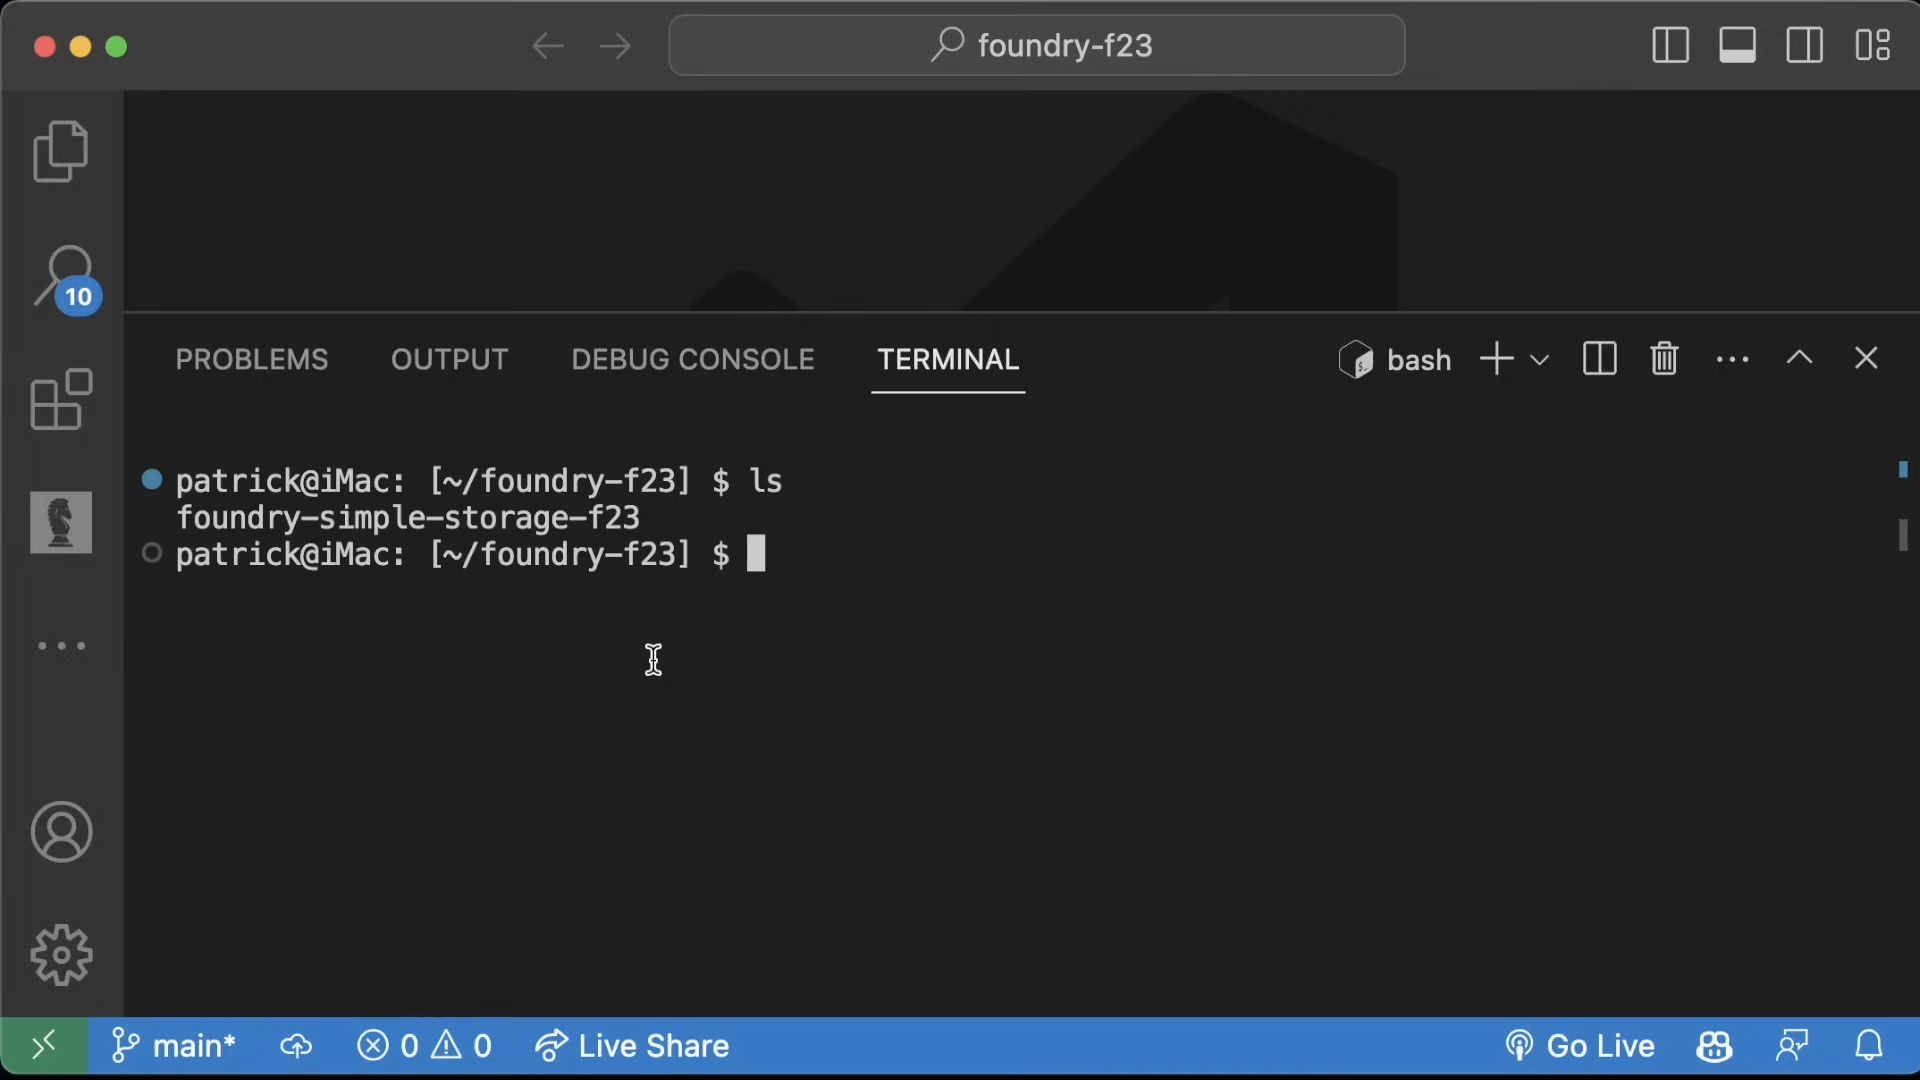 foundry-f23
10
PROBLEMS OUTPUT DEBUG CONSOLE TERMINAL bash
patrick@iMac: [~/foundry-f23] $ ls
foundry-simple-storage-f23
patrick@iMac: [~/foundry-f23] $
main* 0 0 Live Share Go Live